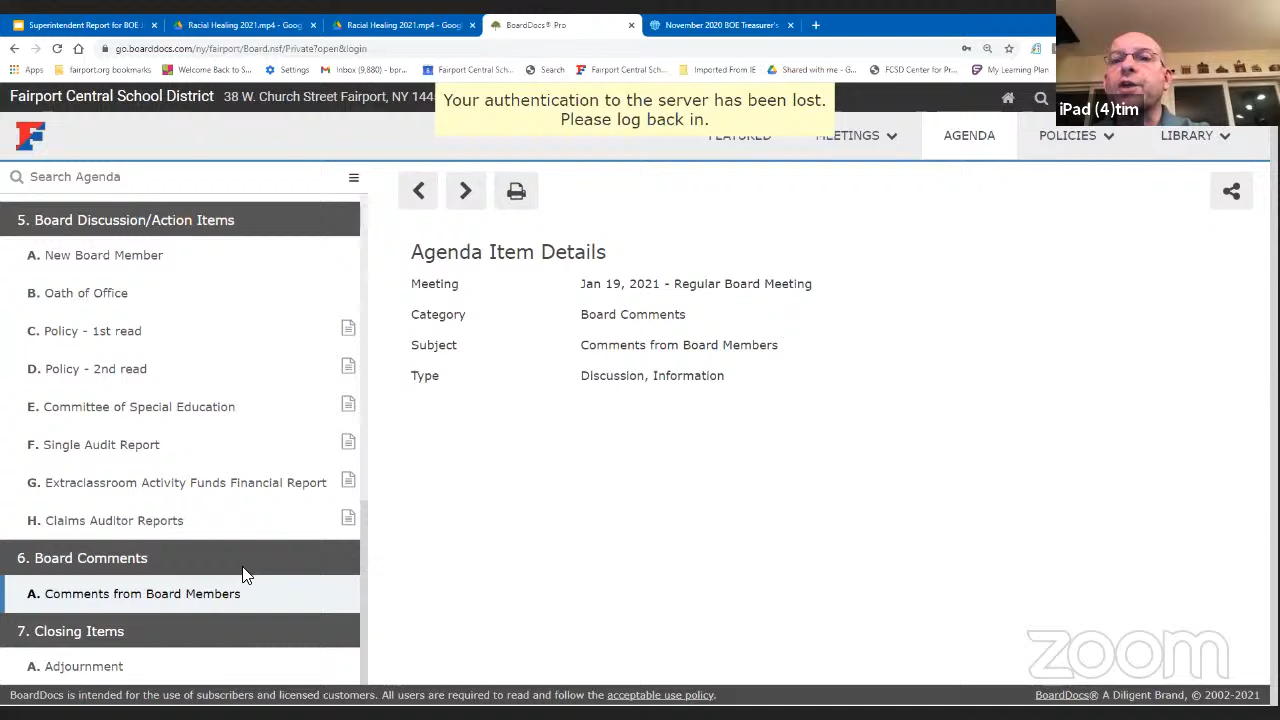 Superintendent Report for BOE J
Racial Healing 2021.mp4 - Goog
Racial Healing 2021.mp4 - Goog
BoardDocs® Pro
November 2020 BOE Treasurer's
go.boarddocs.com/ny/fairport/Board.nsf/Private?open&login
Apps
fairport.org bookmarks
Welcome Back to S...
Settings
Inbox (9,880) - bpr...
Fairport Central Sch...
Search
Fairport Central Sch...
Imported From IE
Shared with me - G...
FCSD Center for Pr...
My Learning Plan
iPad (4)tim
Fairport Central School District
38 W. Church Street Fairport, NY 144
Your authentication to the server has been lost.
Please log back in.
FEATURED
MEETINGS
AGENDA
POLICIES
LIBRARY
Search Agenda
5. Board Discussion/Action Items
A. New Board Member
B. Oath of Office
C. Policy - 1st read
D. Policy - 2nd read
E. Committee of Special Education
F. Single Audit Report
G. Extraclassroom Activity Funds Financial Report
H. Claims Auditor Reports
6. Board Comments
A. Comments from Board Members
7. Closing Items
A. Adjournment
Agenda Item Details
Meeting Jan 19, 2021 - Regular Board Meeting
Category Board Comments
Subject Comments from Board Members
Type Discussion, Information
zoom
BoardDocs is intended for the use of subscribers and licensed customers. All users are required to read and follow the acceptable use policy.
BoardDocs® A Diligent Brand, © 2002-2021